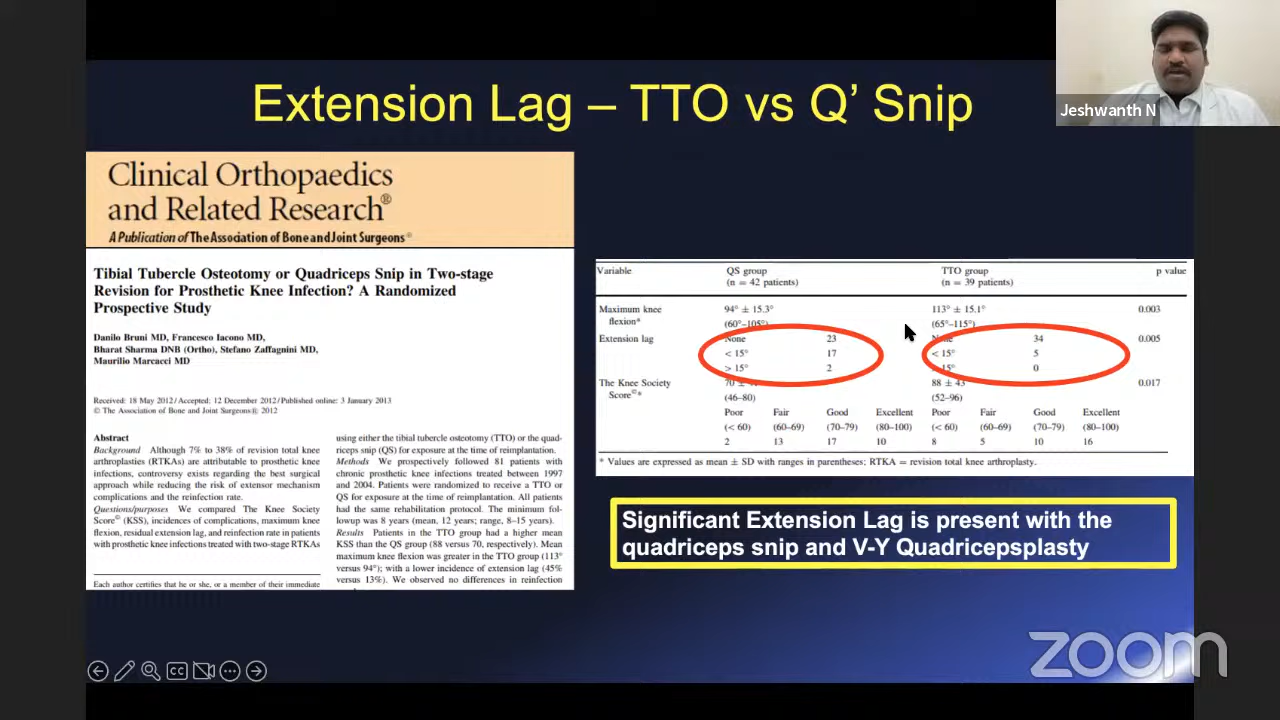 Extension Lag – TTO vs Q’ Snip
Jeshwanth N
Clinical Orthopaedics
and Related Research®
A Publication of The Association of Bone and Joint Surgeons®
Tibial Tubercle Osteotomy or Quadriceps Snip in Two-stage
Revision for Prosthetic Knee Infection? A Randomized
Prospective Study
Danilo Bruni MD, Francesco Iacono MD,
Bharat Sharma DNB (Ortho), Stefano Zaffagnini MD,
Maurilio Marcacci MD
Received: 18 May 2012 / Accepted: 12 December 2012 / Published online: 3 January 2013
© The Association of Bone and Joint Surgeons® 2012
Abstract
Background Although 7% to 38% of revision total knee
arthroplasties (RTKAs) are attributable to prosthetic knee
infections, controversy exists regarding the best surgical
approach while reducing the risk of extensor mechanism
complications and the reinfection rate.
Questions/purposes We compared The Knee Society
Score© (KSS), incidences of complications, maximum knee
flexion, residual extension lag, and reinfection rate in patients
with prosthetic knee infections treated with two-stage RTKAs
Each author certifies that he or she, or a member of their immediate
using either the tibial tubercle osteotomy (TTO) or the quad-
riceps snip (QS) for exposure at the time of reimplantation.
Methods We prospectively followed 81 patients with
chronic prosthetic knee infections treated between 1997
and 2004. Patients were randomized to receive a TTO or
QS for exposure at the time of reimplantation. All patients
had the same rehabilitation protocol. The minimum fol-
lowup was 8 years (mean, 12 years; range, 8–15 years).
Results Patients in the TTO group had a higher mean
KSS than the QS group (88 versus 70, respectively). Mean
maximum knee flexion was greater in the TTO group (113°
versus 94°); with a lower incidence of extension lag (45%
versus 13%). We observed no differences in reinfection
Variable QS group TTO group p value
(n = 42 patients) (n = 39 patients)
Maximum knee 94° ± 15.3° 113° ± 15.1° 0.003
flexion* (60°–105°) (65°–115°)
Extension lag None 23 None 34 0.005
< 15° 17 < 15° 5
> 15° 2 > 15° 0
The Knee Society 70 ± 88 ± 43 0.017
Score©* (46–80) (52–96)
Poor Fair Good Excellent Poor Fair Good Excellent
(< 60) (60–69) (70–79) (80–100) (< 60) (60–69) (70–79) (80–100)
2 13 17 10 8 5 10 16
* Values are expressed as mean ± SD with ranges in parentheses; RTKA = revision total knee arthroplasty.
Significant Extension Lag is present with the
quadriceps snip and V-Y Quadricepsplasty
CC
zoom